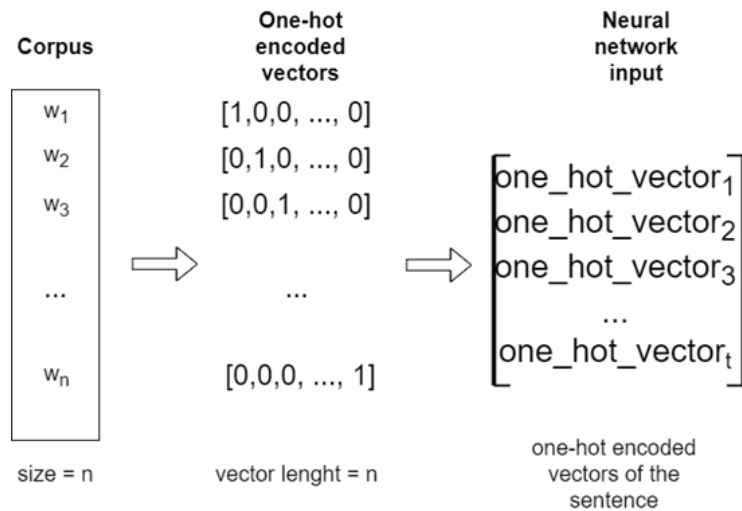 Corpus
w1
w2
w3
...
wn
size = n
One-hot
encoded
vectors
[1,0,0, ..., 0]
[0,1,0, ..., 0]
[0,0,1, ..., 0]
...
[0,0,0, ..., 1]
vector lenght = n
Neural
network
input
one_hot_vector1
one_hot_vector2
one_hot_vector3
...
one_hot_vectort
one-hot encoded
vectors of the
sentence